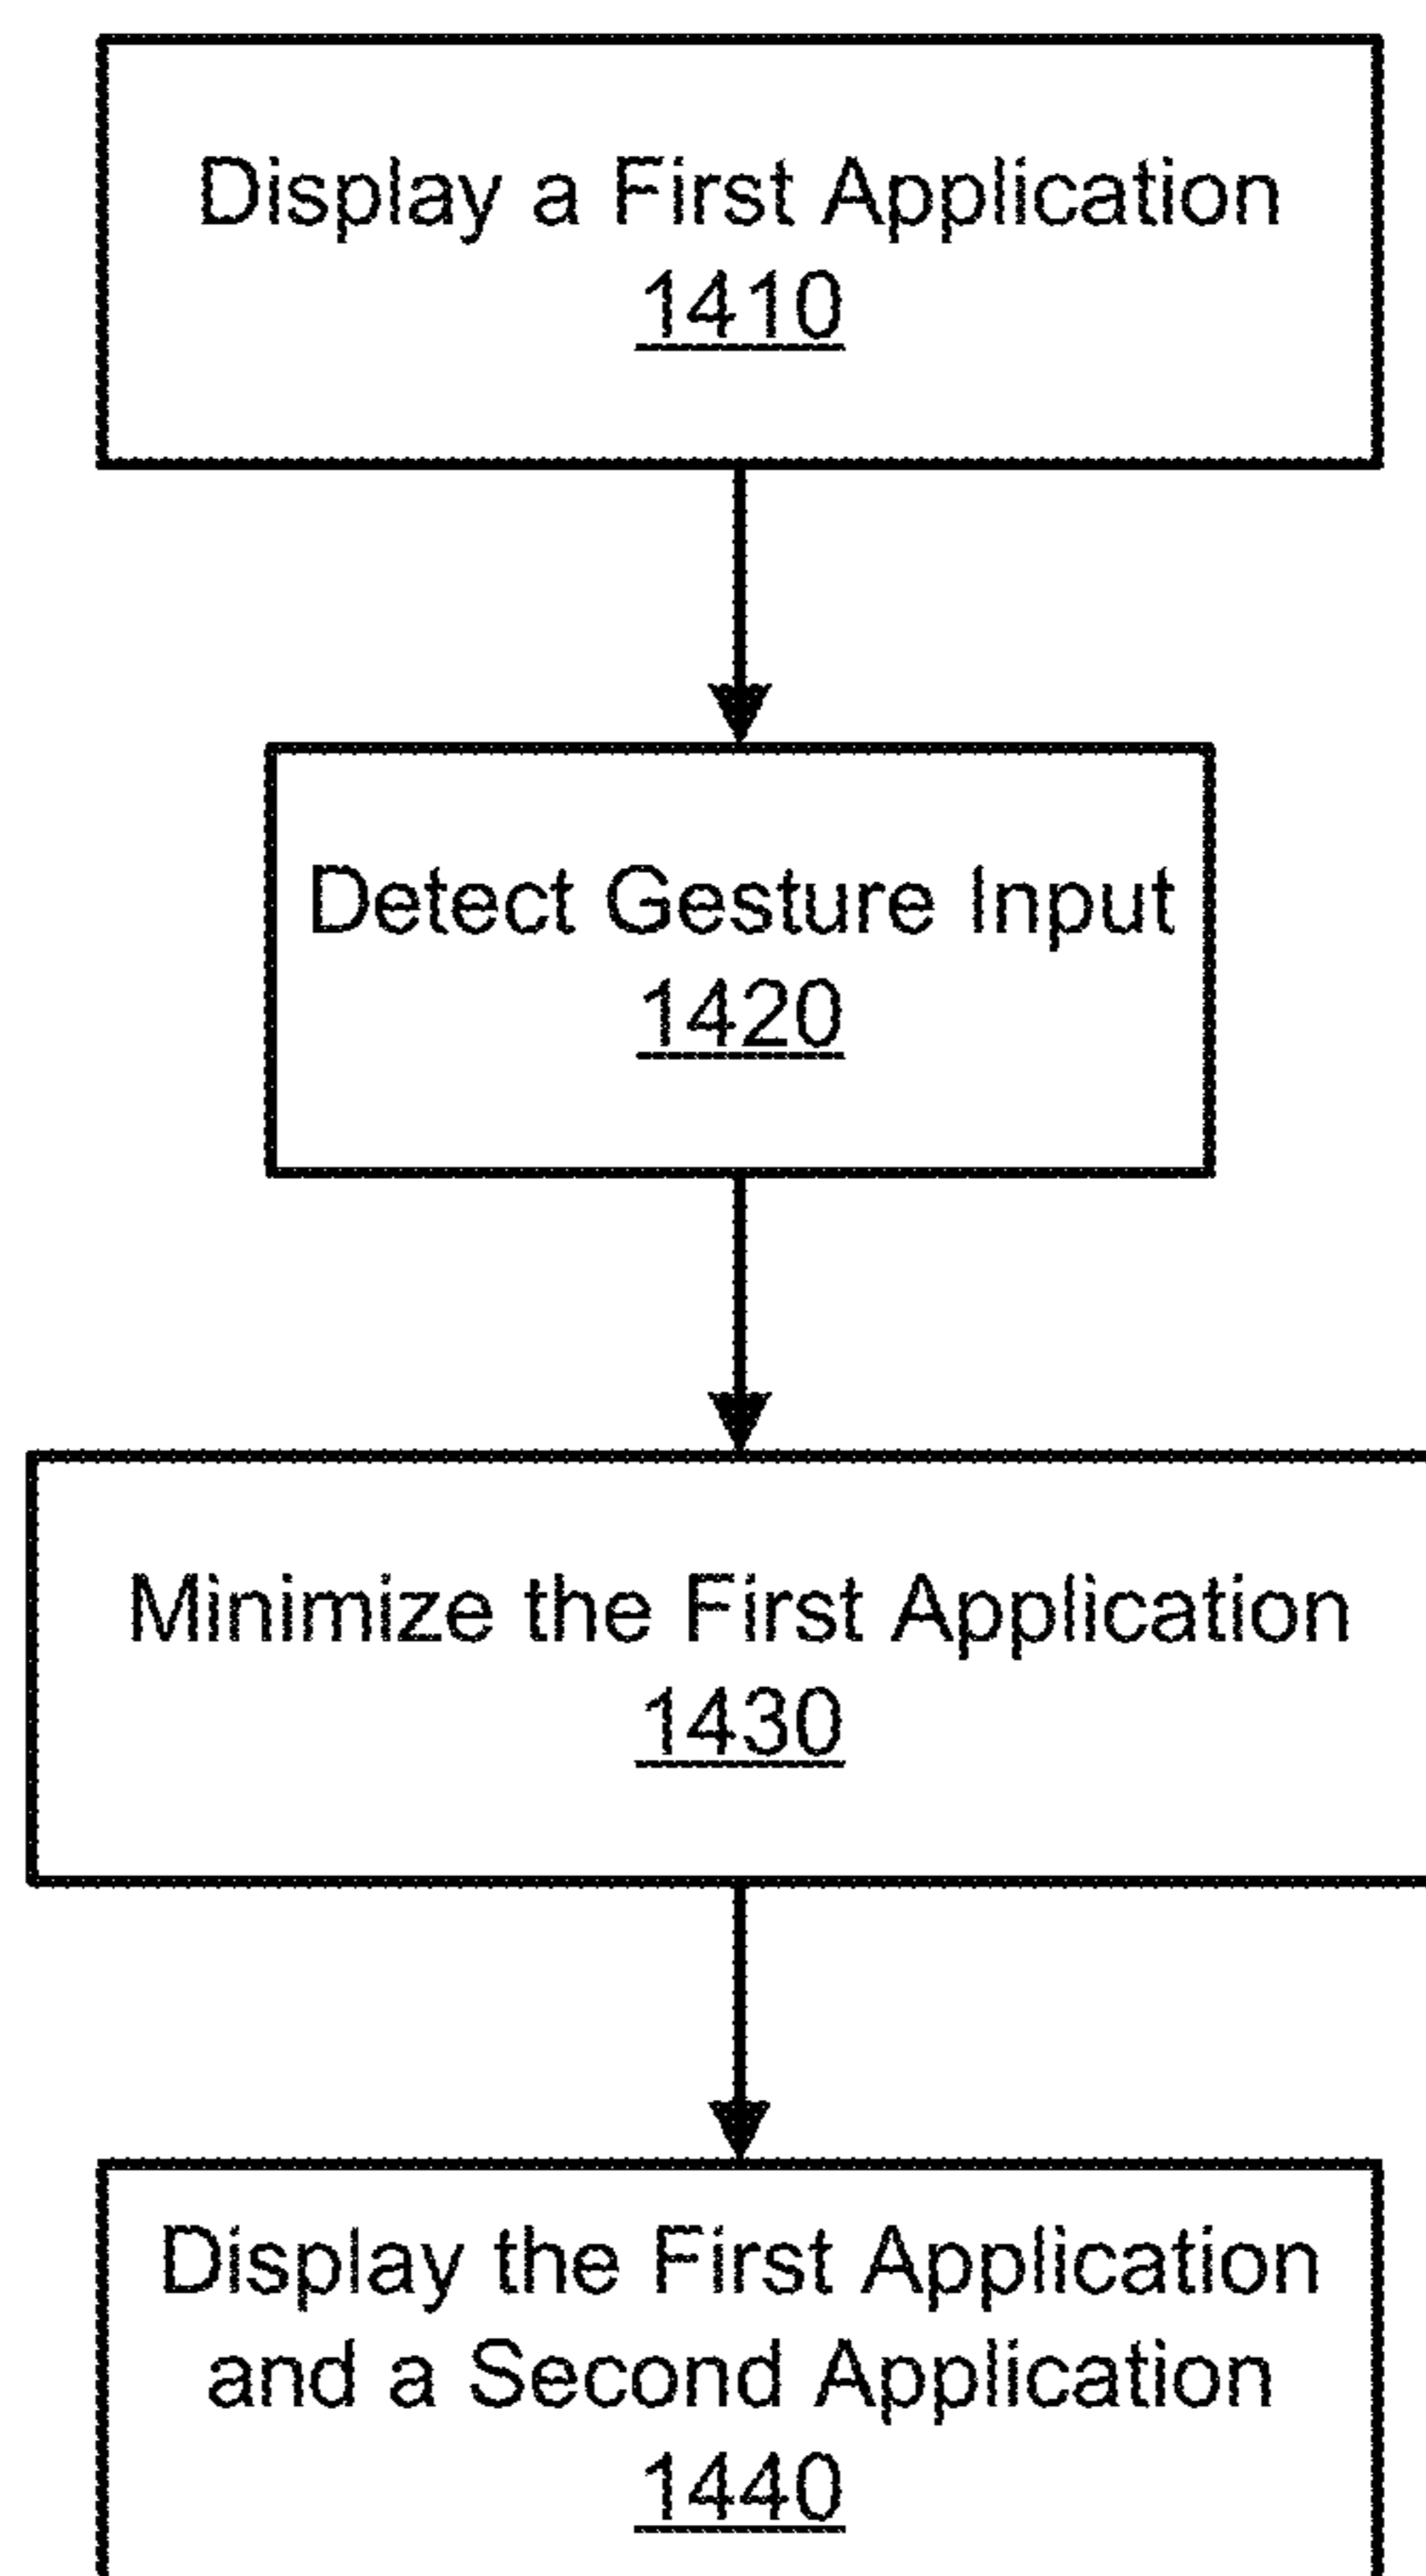 Display a First Application
1410
Detect Gesture Input
1420
Minimize the First Application
1430
Display the First Application
and a Second Application
1440